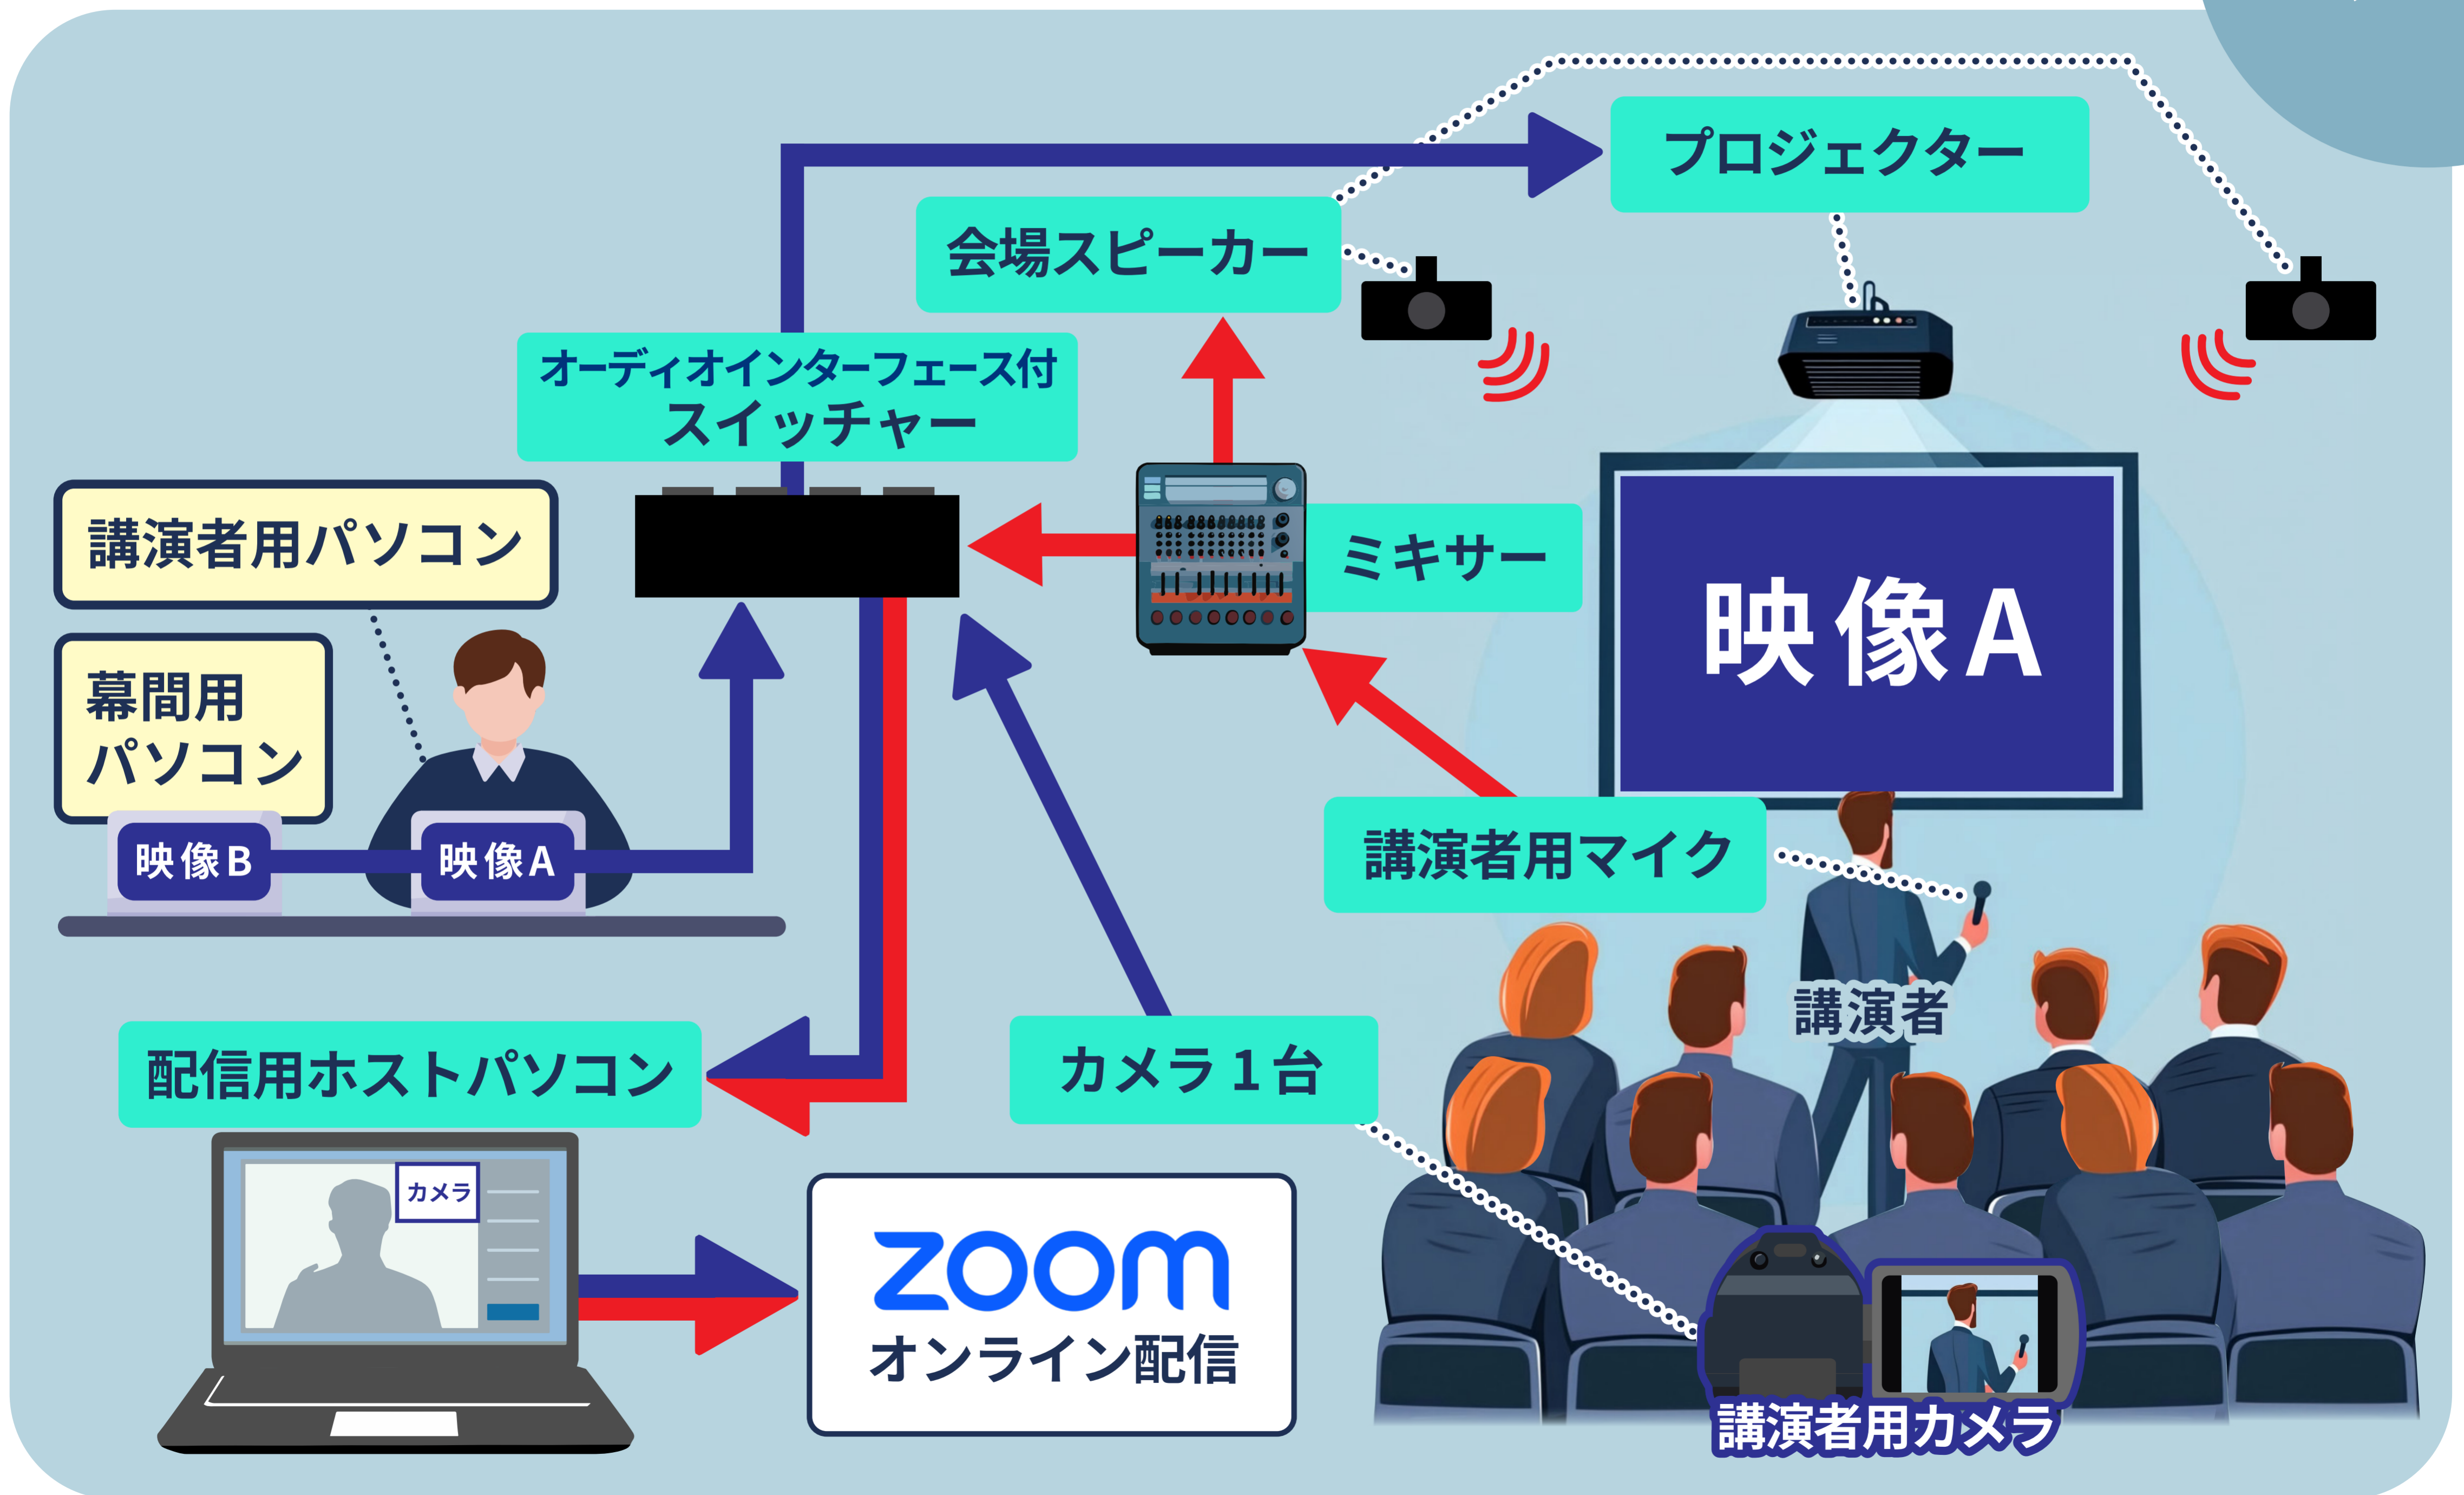 プロジェクター
会場スピーカー
オーディオインターフェース付
スイッチャー
講演者用パソコン
ミキサー
映像A
幕間用
パソコン
映像B
映像A
講演者用マイク
講演者
配信用ホストパソコン
カメラ1台
カメラ
zoom
オンライン配信
講演者用カメラ